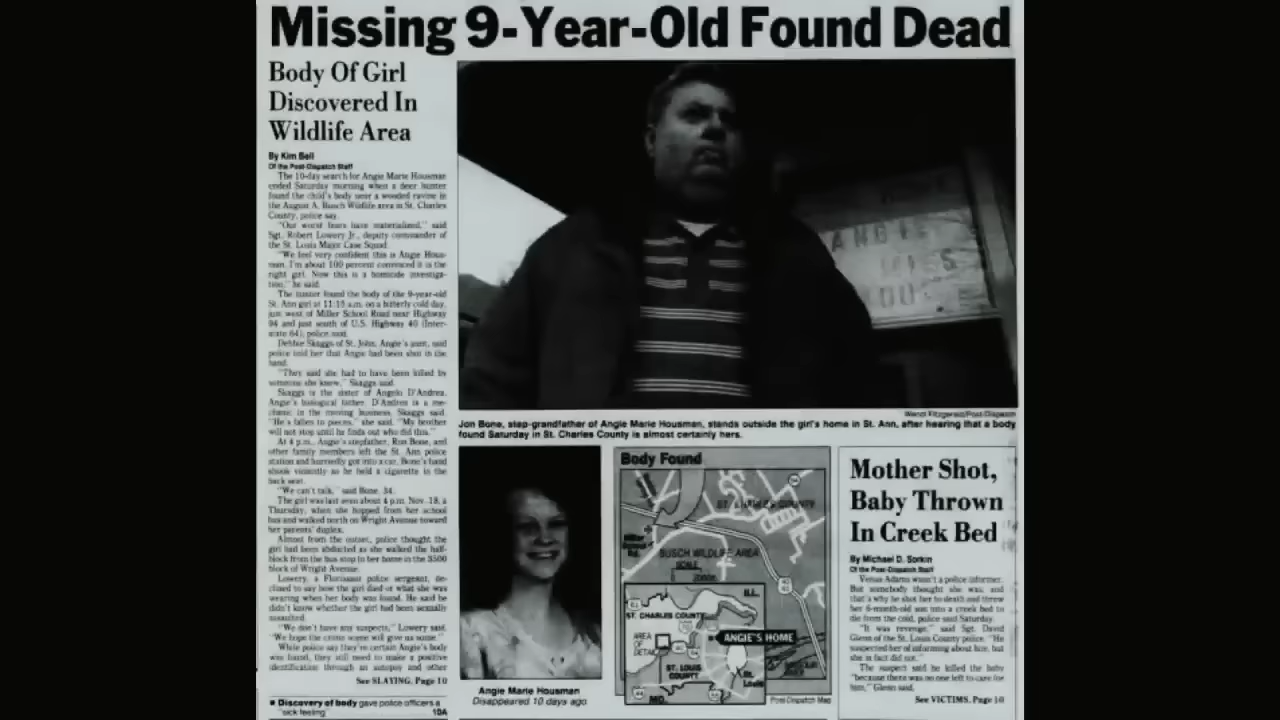 Missing 9-Year-Old Found Dead
Body Of Girl
Discovered In
Wildlife Area
By Kim Bell
Of the Post-Dispatch Staff
The 10-day search for Angie Marie Housman
ended Saturday morning when a deer hunter
found the child's body near a wooded ravine in
the August A. Busch Wildlife area in St. Charles
County, police say.
"Our worst fears have materialized," said
Sgt. Robert Lowery Jr., deputy commander of
the St. Louis Major Case Squad.
"We feel very confident this is Angie Hous-
man. I'm about 100 percent convinced it is the
right girl. Now this is a homicide investiga-
tion," he said.
The hunter found the body of the 9-year-old
St. Ann girl at 11:15 a.m. on a bitterly cold day,
just west of Miller School Road near Highway
94 and just south of U.S. Highway 40 (Inter-
state 64), police said.
Debbie Skaggs of St. John, Angie's aunt, said
police told her that Angie had been shot in the
"They said she had to have been killed by
someone she knew," Skaggs said.
Skaggs is the sister of Angelo D'Andrea,
Angie's biological father. D'Andrea is a me-
chanic in the moving business, Skaggs said.
"He's fallen to pieces," she said. "My brother
will not stop until he finds out who did this."
At 4 p.m., Angie's stepfather, Ron Bone, and
other family members left the St. Ann police
station and hurriedly got into a car. Bone's hand
shook violently as he held a cigarette in the
back seat.
"We can't talk," said Bone, 34.
The girl was last seen about 4 p.m. Nov. 18, a
Thursday, when she hopped from her school
bus and walked north on Wright Avenue toward
her parents' duplex.
Almost from the outset, police thought the
girl had been abducted as she walked the half-
block from the bus stop to her home in the 3500
block of Wright Avenue.
Lowery, a Florissant police sergeant, de-
clined to say how the girl died or what she was
wearing when her body was found. He said he
didn't know whether the girl had been sexually
assaulted.
"We don't have any suspects," Lowery said.
"We hope the crime scene will give us some."
While police say they're certain Angie's body
was found, they still need to make a positive
identification through an autopsy and other
See SLAYING, Page 10
■ Discovery of body gave police officers a
"sick feeling" 10A
ANGIE
Wendi Fitzgerald/Post-Dispatch
Jon Bone, step-grandfather of Angie Marie Housman, stands outside the girl's home in St. Ann, after hearing that a body
found Saturday in St. Charles County is almost certainly hers.
Angie Marie Housman
Disappeared 10 days ago
Body Found
ST. CHARLES COUNTY
BUSCH WILDLIFE AREA
SCALE
ILL.
ST. CHARLES COUNTY
AREA
OF
DETAIL
ANGIE'S HOME
ST. LOUIS
COUNTY
St.
Louis
MO.
Post-Dispatch Map
Mother Shot,
Baby Thrown
In Creek Bed
By Michael D. Sorkin
Of the Post-Dispatch Staff
Venus Adams wasn't a police informer.
But somebody thought she was, and
that's why he shot her to death and threw
her 6-month-old son into a creek bed to
die from the cold, police said Saturday.
"It was revenge," said Sgt. David
Glenn of the St. Louis County police. "He
suspected her of informing about him, but
she in fact did not."
The suspect said he killed the baby
"because there was no one left to care for
him," Glenn said.
See VICTIMS, Page 10